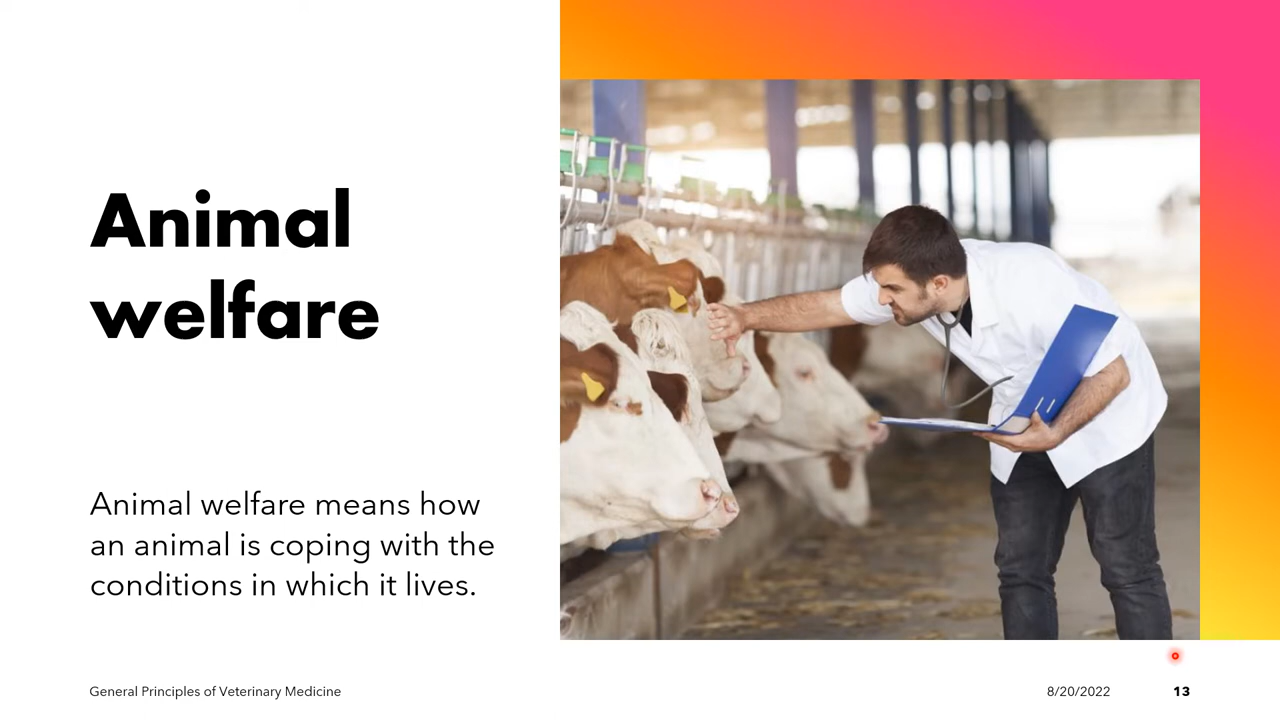 Animal
welfare
Animal welfare means how
an animal is coping with the
conditions in which it lives.
General Principles of Veterinary Medicine
8/20/2022
13